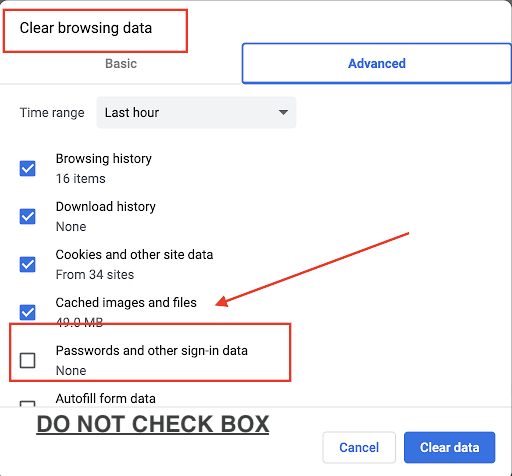 Clear browsing data
Basic
Advanced
Time range
Last hour
Browsing history
16 items
Download history
None
Cookies and other site data
From 34 sites
Cached images and files
49.0 MB
Passwords and other sign-in data
None
Autofill form data
DO NOT CHECK BOX
Cancel
Clear data